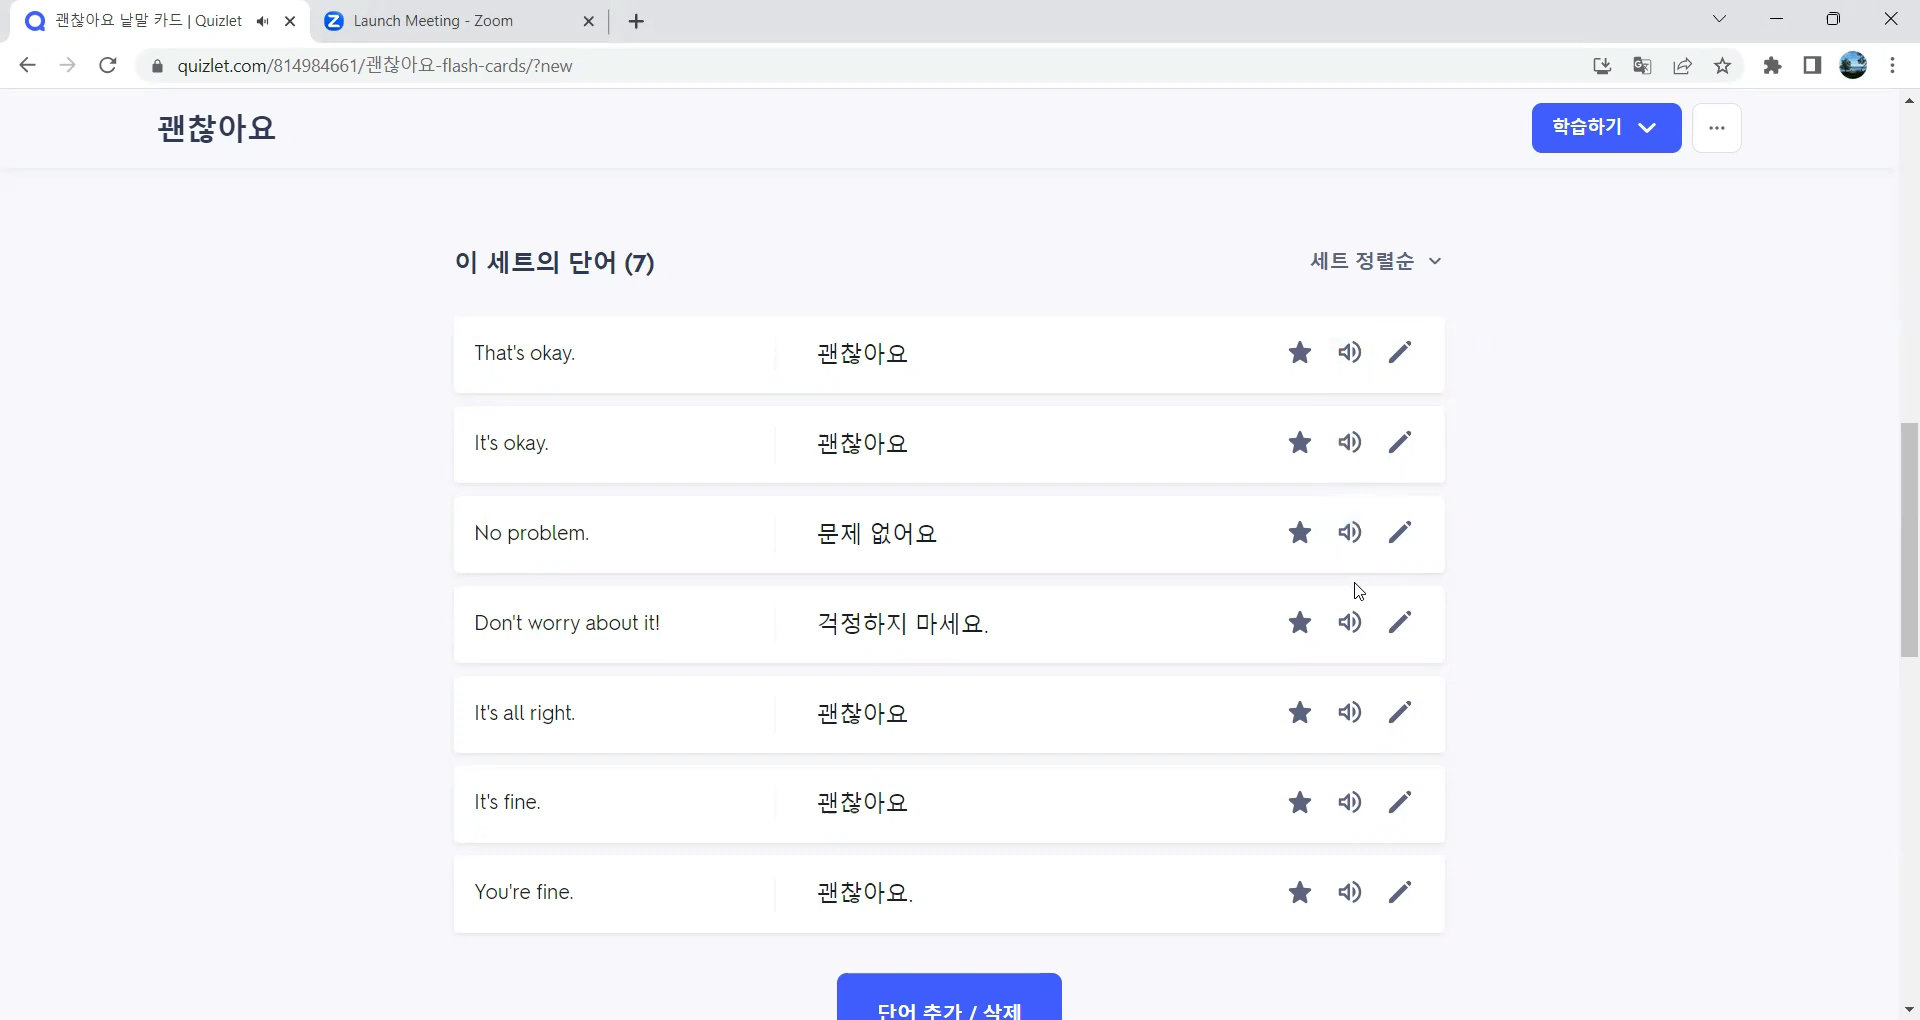 괜찮아요 낱말 카드 | Quizlet
Launch Meeting - Zoom
quizlet.com/814984661/괜찮아요-flash-cards/?new
괜찮아요
학습하기
이 세트의 단어 (7)
세트 정렬순
That's okay. 괜찮아요
It's okay. 괜찮아요
No problem. 문제 없어요
Don't worry about it! 걱정하지 마세요.
It's all right. 괜찮아요
It's fine. 괜찮아요
You're fine. 괜찮아요.
단어 추가 / 삭제